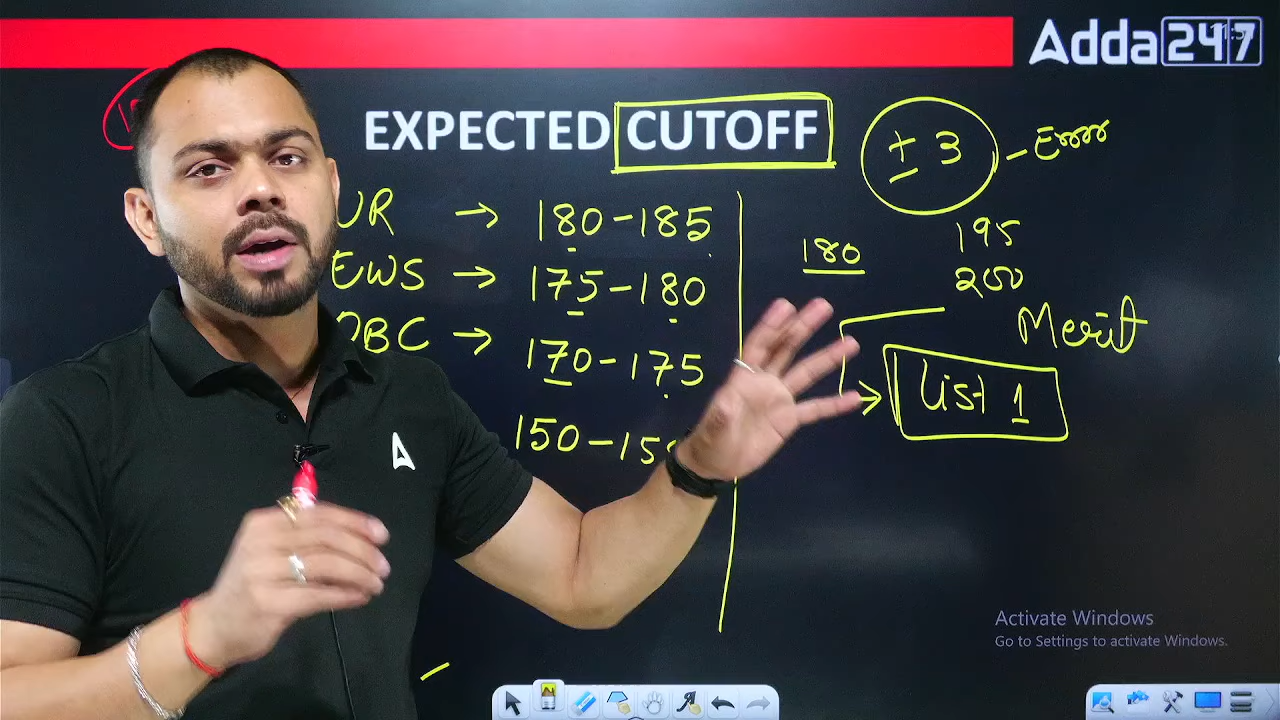 Adda247
EXPECTED CUTOFF
± 3 - Error
UR → 180-185
EWS → 175-180
OBC → 170-175
150-15
180
195
200
Merit
List 1
Activate Windows
Go to Settings to activate Windows.